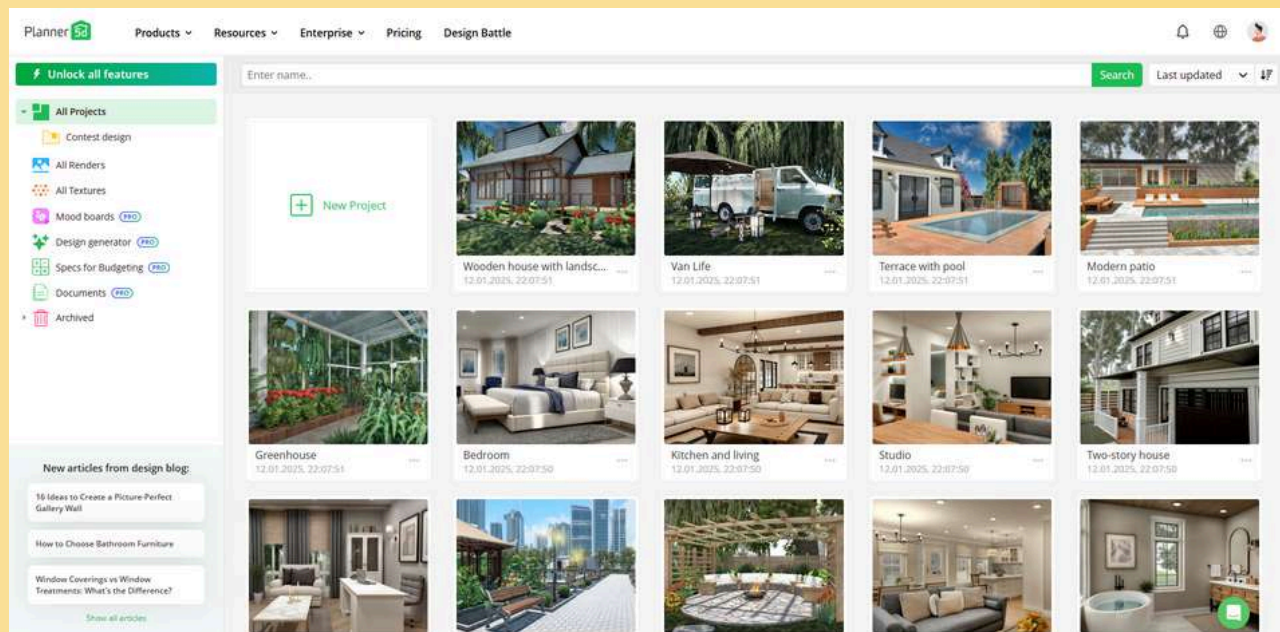 Planner 5d
Products
Resources
Enterprise
Pricing
Design Battle
Unlock all features
Enter name..
Search
Last updated
All Projects
Contest design
All Renders
All Textures
Mood boards PRO
Design generator PRO
Specs for Budgeting PRO
Documents PRO
Archived
New Project
Wooden house with landsc...
12.01.2025, 22:07:51
Van Life
12.01.2025, 22:07:51
Terrace with pool
12.01.2025, 22:07:51
Modern patio
12.01.2025, 22:07:51
Greenhouse
12.01.2025, 22:07:51
Bedroom
12.01.2025, 22:07:50
Kitchen and living
12.01.2025, 22:07:50
Studio
12.01.2025, 22:07:50
Two-story house
12.01.2025, 22:07:50
New articles from design blog:
16 Ideas to Create a Picture-Perfect
Gallery Wall
How to Choose Bathroom Furniture
Window Coverings vs Window
Treatments: What's the Difference?
Show all articles